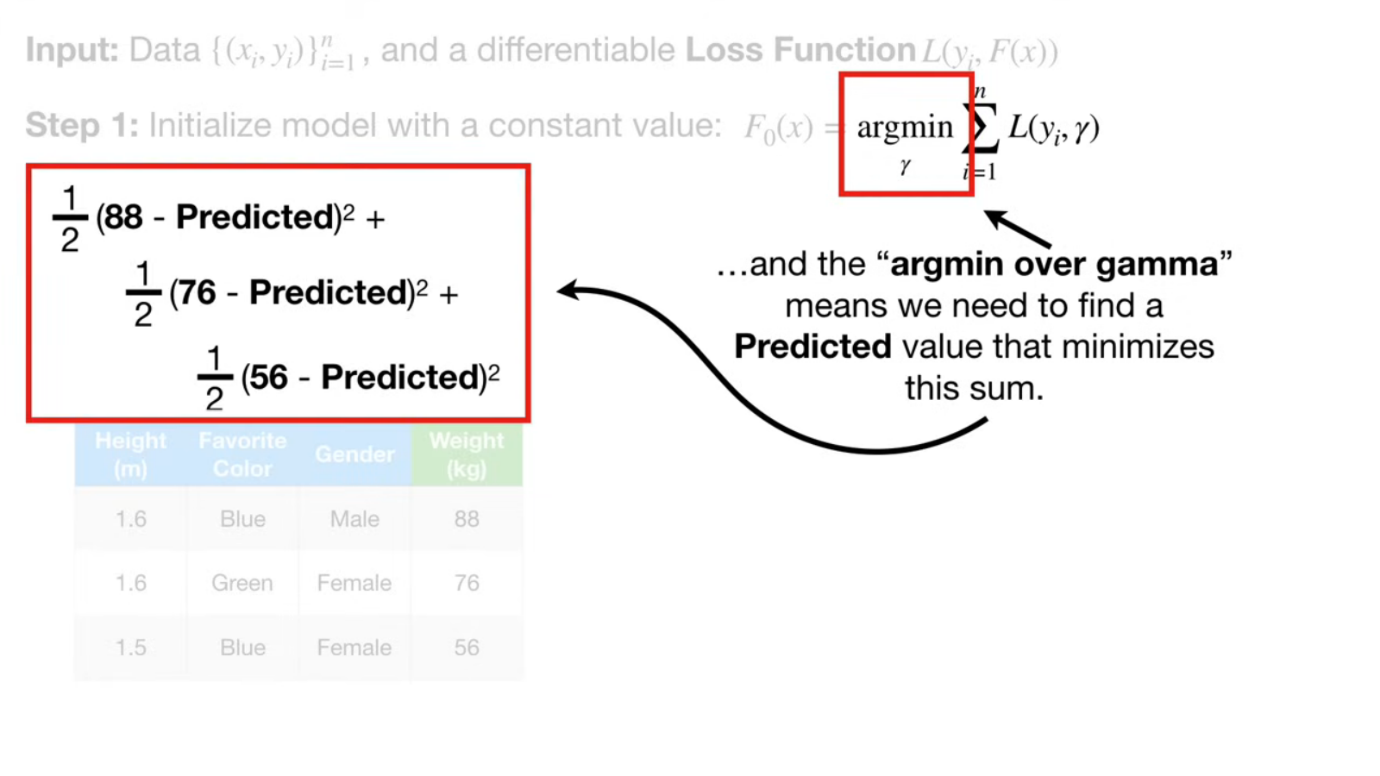 Input: Data {(xᵢ, yᵢ)}ⁿᵢ₌₁, and a differentiable Loss Function L(yᵢ, F(x))
Step 1: Initialize model with a constant value: F₀(x) = argmin γ ∑ⁿᵢ₌₁ L(yᵢ, γ)
1/2 (88 - Predicted)² +
1/2 (76 - Predicted)² +
1/2 (56 - Predicted)²
…and the “argmin over gamma”
means we need to find a
Predicted value that minimizes
this sum.
Height (m) Favorite Color Gender Weight (kg)
1.6 Blue Male 88
1.6 Green Female 76
1.5 Blue Female 56